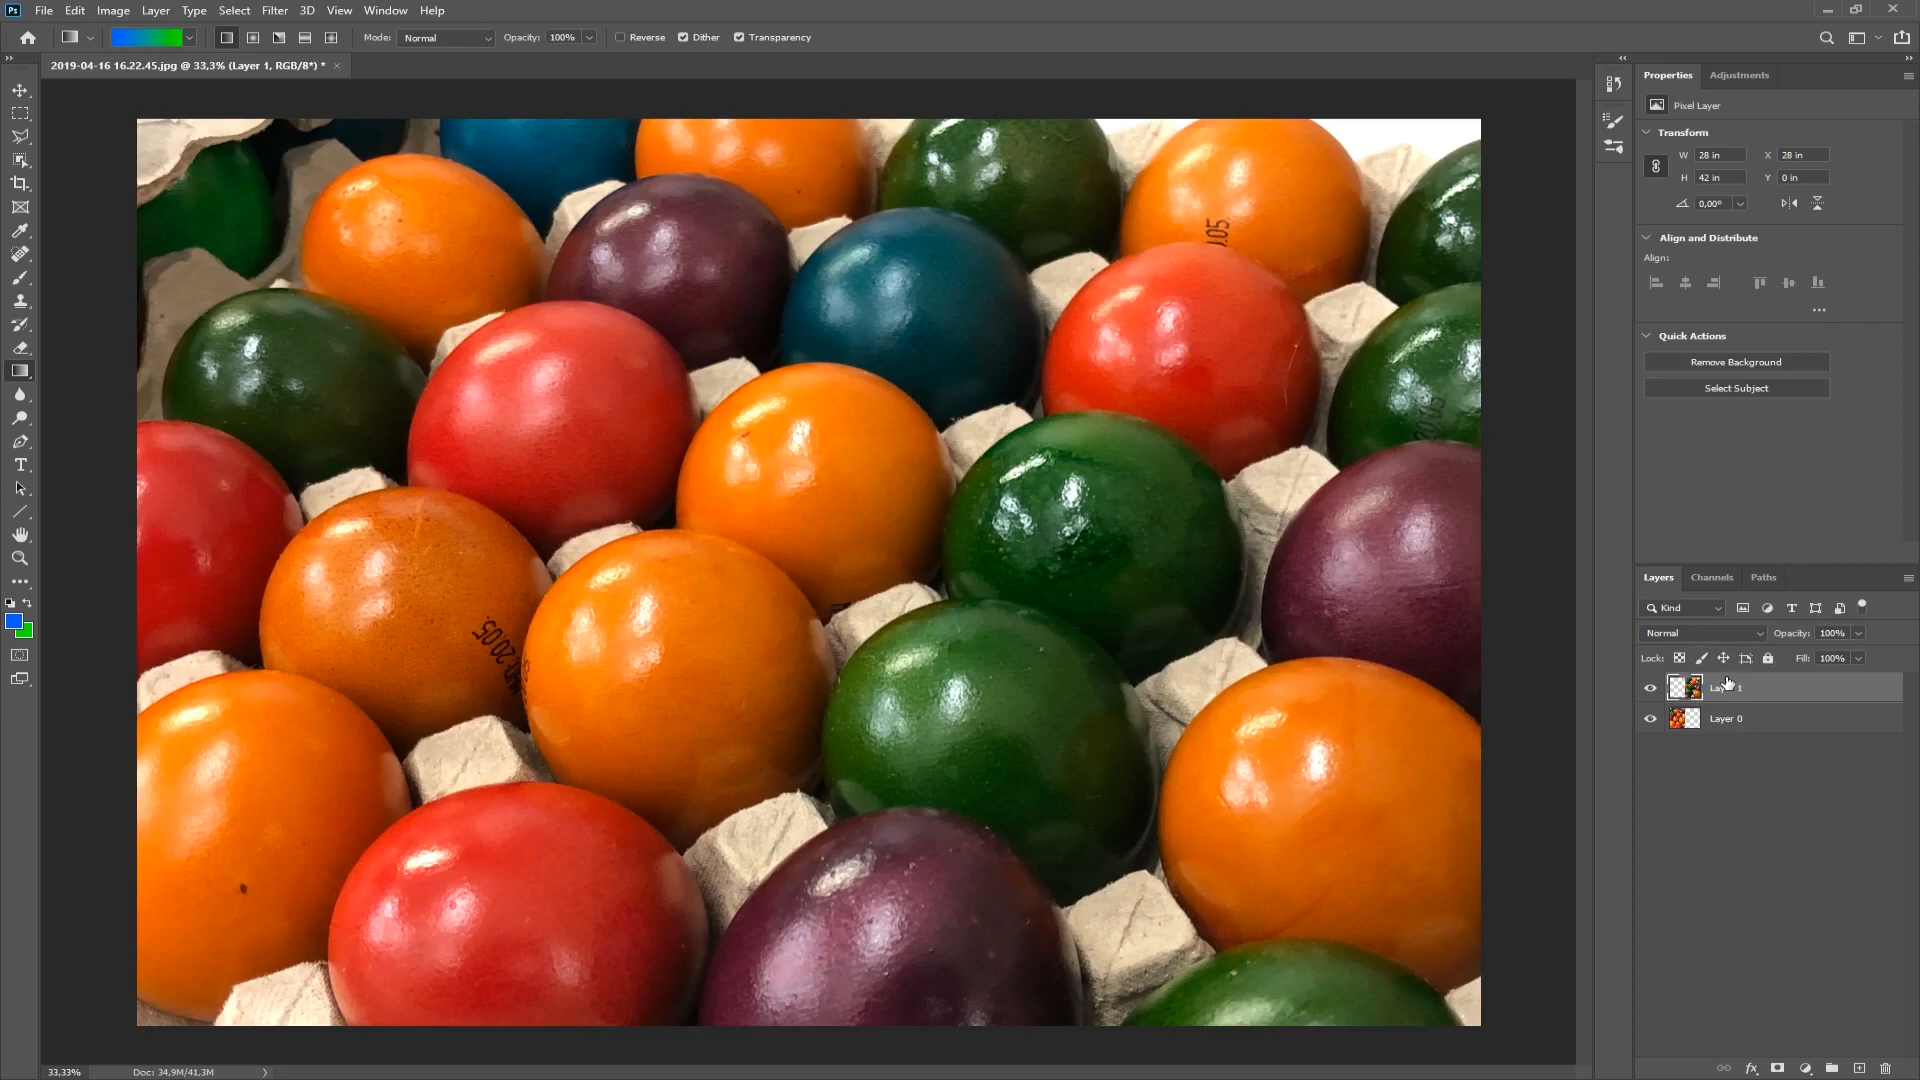 Ps File Edit Image Layer Type Select Filter 3D View Window Help
Mode: Normal Opacity: 100% Reverse Dither Transparency
2019-04-16 16.22.45.jpg @ 33,3% (Layer 1, RGB/8*) * ×
Properties Adjustments
Pixel Layer
Transform
W 28 in X 28 in
H 42 in Y 0 in
0,00°
Align and Distribute
Align:
Quick Actions
Remove Background
Select Subject
Layers Channels Paths
Kind
Normal Opacity: 100%
Lock: Fill: 100%
Layer 0
20.05.
33,33% Doc: 34,9M/41,3M